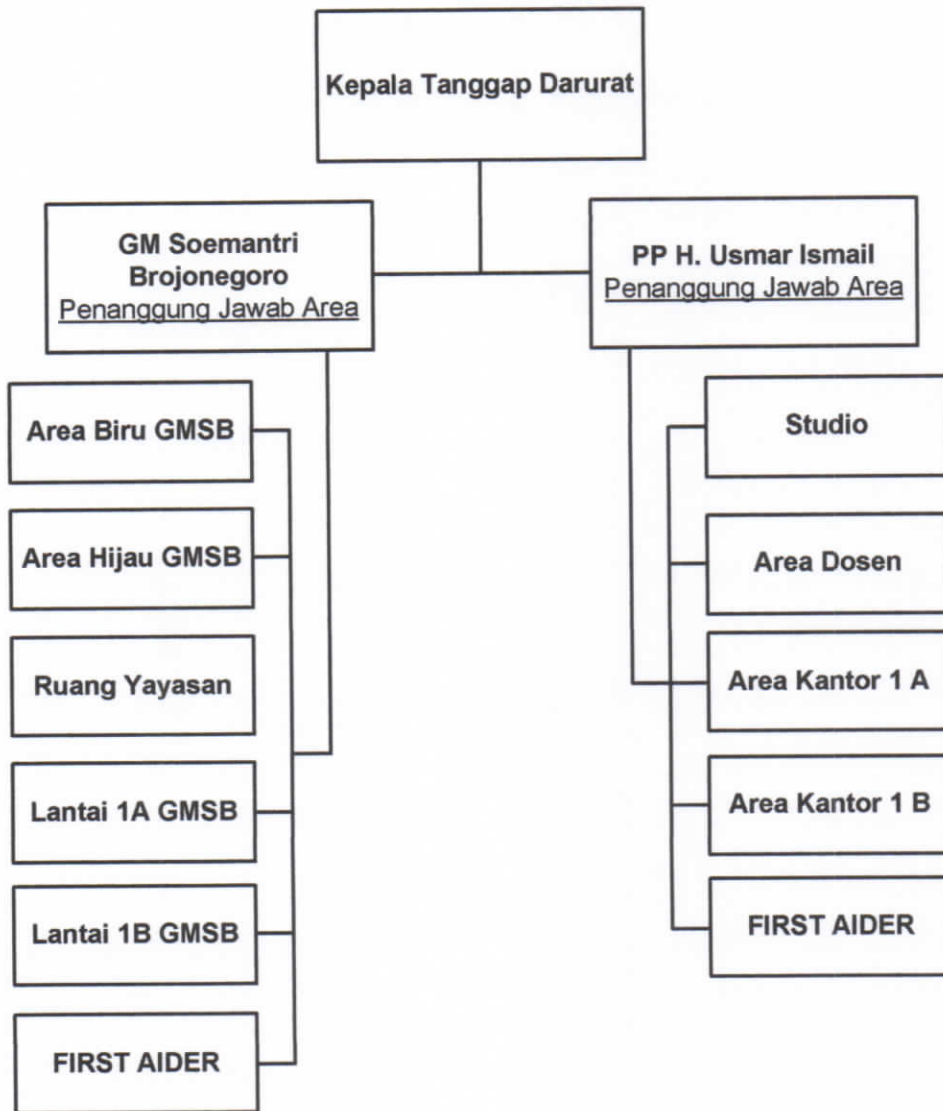 Kepala Tanggap Darurat
GM Soemantri
Brojonegoro
Penanggung Jawab Area
PP H. Usmar Ismail
Penanggung Jawab Area
Area Biru GMSB
Area Hijau GMSB
Ruang Yayasan
Lantai 1A GMSB
Lantai 1B GMSB
FIRST AIDER
Studio
Area Dosen
Area Kantor 1 A
Area Kantor 1 B
FIRST AIDER